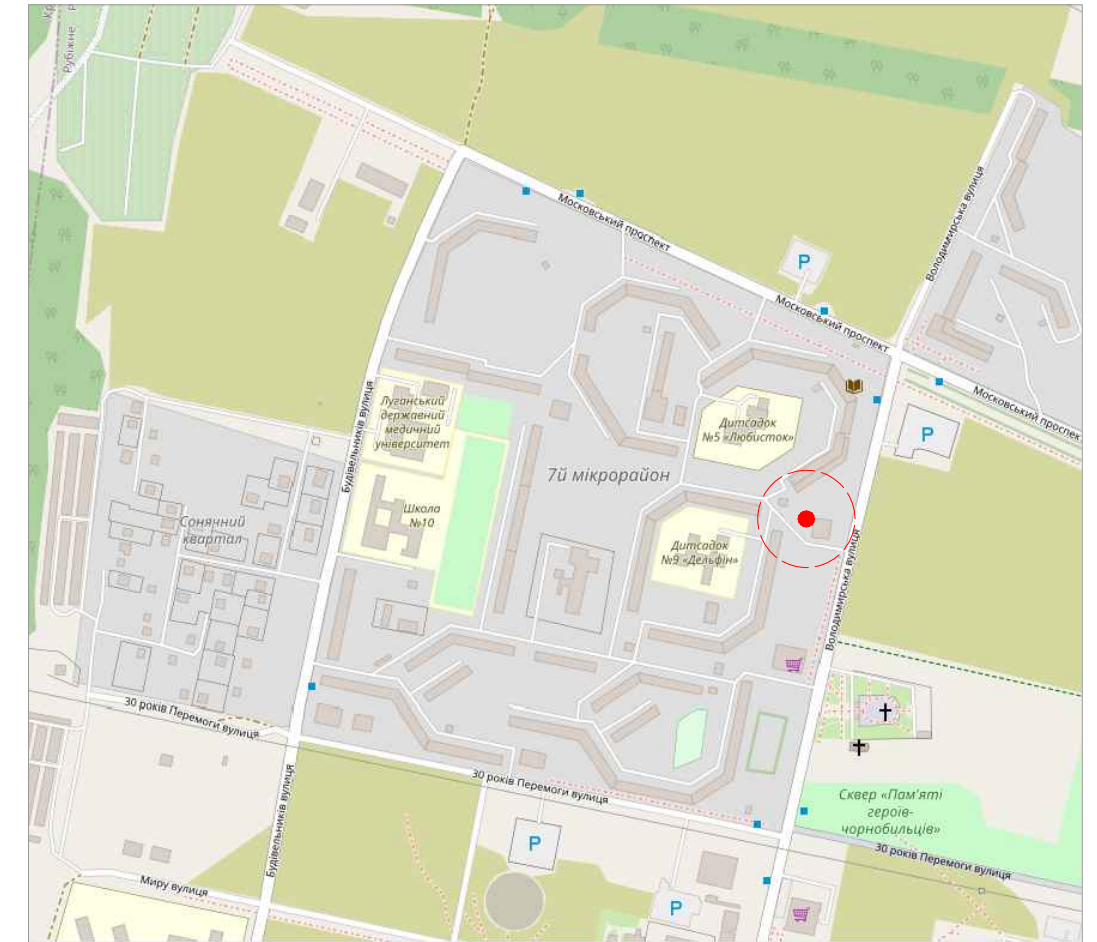 Рубіжне
Московський проспект
Володимирська вулиця
Московський проспект
Московський проспек
P
Луганський
державний
медичний
університет
Дитсадок
№5 «Любисток»
P
Будівельників вулиця
7й мікрорайон
Сонячний
квартал
Школа
№10
Дитсадок
№9 «Дельфін»
Володимирська вулиця
30 років Перемоги вулиця
30 років Перемоги вулиця
Сквер «Пам'яті
героїв-
чорнобильців»
Будівельників вулиця
P
30 років Перемоги вулиця
Миру вулиця
P